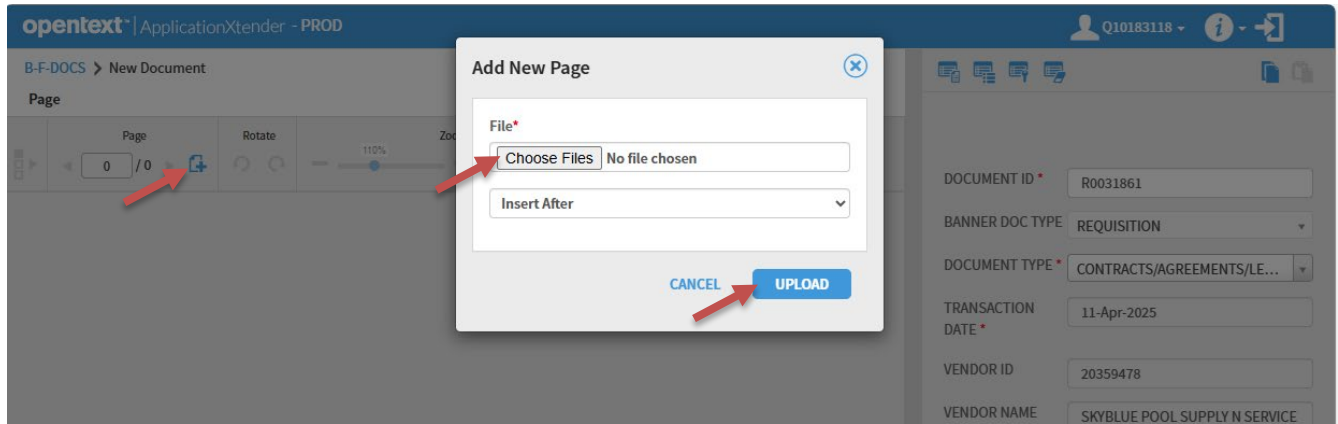 opentext™ | ApplicationXtender - PROD
Q10183118
B-F-DOCS > New Document
Page
Page
Rotate
0 / 0
110%
Add New Page
File*
Choose Files No file chosen
Insert After
CANCEL UPLOAD
DOCUMENT ID * R0031861
BANNER DOC TYPE REQUISITION
DOCUMENT TYPE * CONTRACTS/AGREEMENTS/LE...
TRANSACTION DATE * 11-Apr-2025
VENDOR ID 20359478
VENDOR NAME SKYBLUE POOL SUPPLY N SERVICE